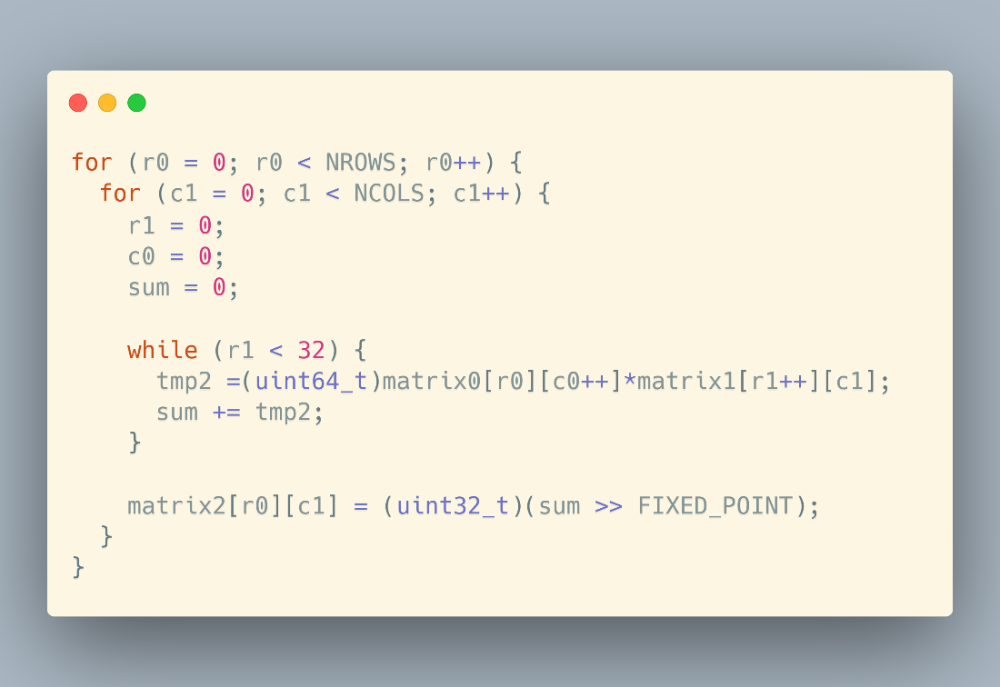 for (r0 = 0; r0 < NROWS; r0++) {
  for (c1 = 0; c1 < NCOLS; c1++) {
    r1 = 0;
    c0 = 0;
    sum = 0;

    while (r1 < 32) {
      tmp2 =(uint64_t)matrix0[r0][c0++]*matrix1[r1++][c1];
      sum += tmp2;
    }

    matrix2[r0][c1] = (uint32_t)(sum >> FIXED_POINT);
  }
}